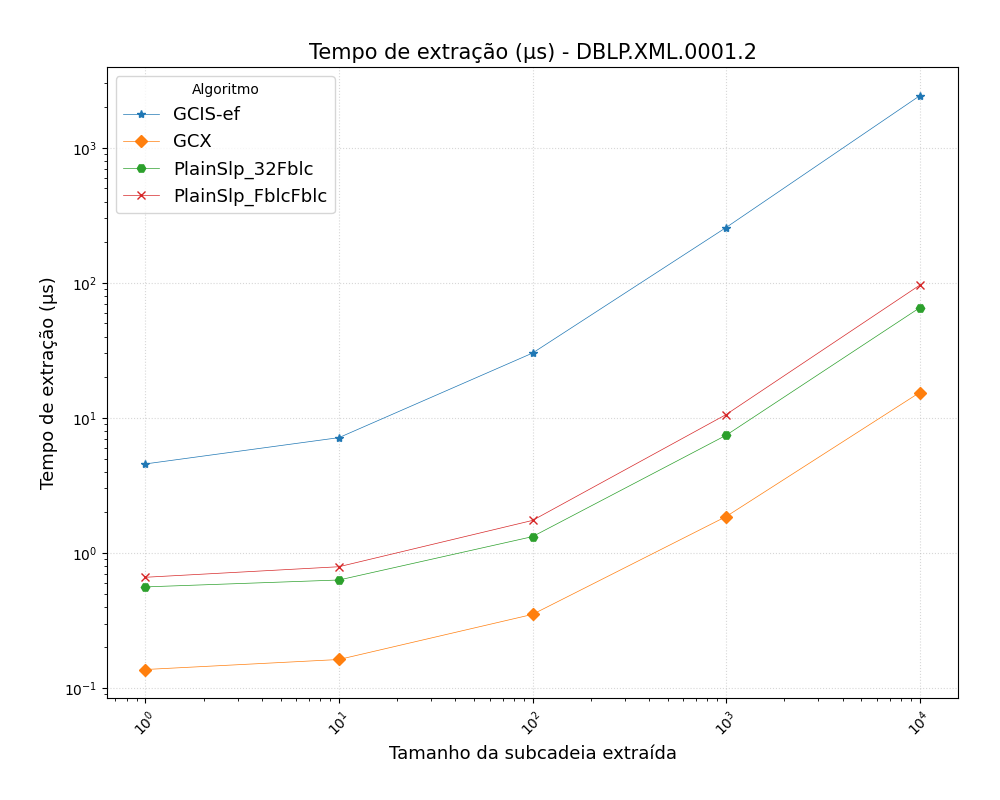 Tempo de extração (μs) - DBLP.XML.0001.2
Algoritmo
GCIS-ef
GCX
PlainSlp_32Fblc
PlainSlp_FblcFblc
Tempo de extração (μs)
10³
10²
10¹
10⁰
10⁻¹
10⁰ 10¹ 10² 10³ 10⁴
Tamanho da subcadeia extraída